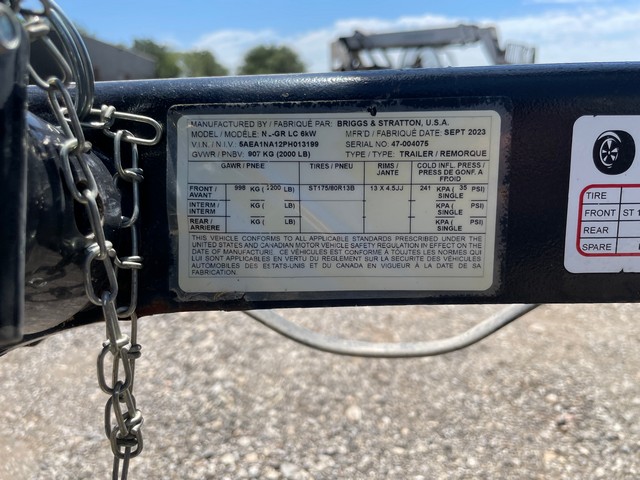 MANUFACTURED BY / FABRIQUÉ PAR: BRIGGS & STRATTON, U.S.A.
MODEL / MODÈLE: GR LC 6kW MFR'D / FABRIQUÉ DATE: SEPT 2023
V.I.N. / N.I.V.: 5AEA1NA12PH013199 SERIAL NO: 47-004075
GVWR / PNBV: 907 KG (2000 LB) TYPE / TYPE: TRAILER / REMORQUE
GAWR / PNEE TIRES / PNEU RIMS / JANTE COLD INFL. PRESS / PRESS DE GONF. A FROID
FRONT / AVANT 998 KG ( LB) ST175/80R13B 13 X 4.5JJ 241 KPA ( 35 PSI) SINGLE
INTERM / INTERM KG ( LB) KPA ( PSI) SINGLE
REAR / ARRIERE KG ( LB) KPA ( PSI) SINGLE
THIS VEHICLE CONFORMS TO ALL APPLICABLE STANDARDS PRESCRIBED UNDER THE
UNITED STATES AND CANADIAN MOTOR VEHICLE SAFETY REGULATION IN EFFECT ON THE
DATE OF MANUFACTURE. CE VÉHICULES EST CONFORME À TOUTES LES NORMES QUI
LUI SONT APPLICABLES EN VERTU DU REGLEMENT SUR LA SECURITE DES VÉHICULES
AUTOMOBILES DES ETATS-UNIS ET DU CANADA EN VIGUEUR À LA DATE DE SA
FABRICATION.
TIRE
FRONT ST
REAR
SPARE